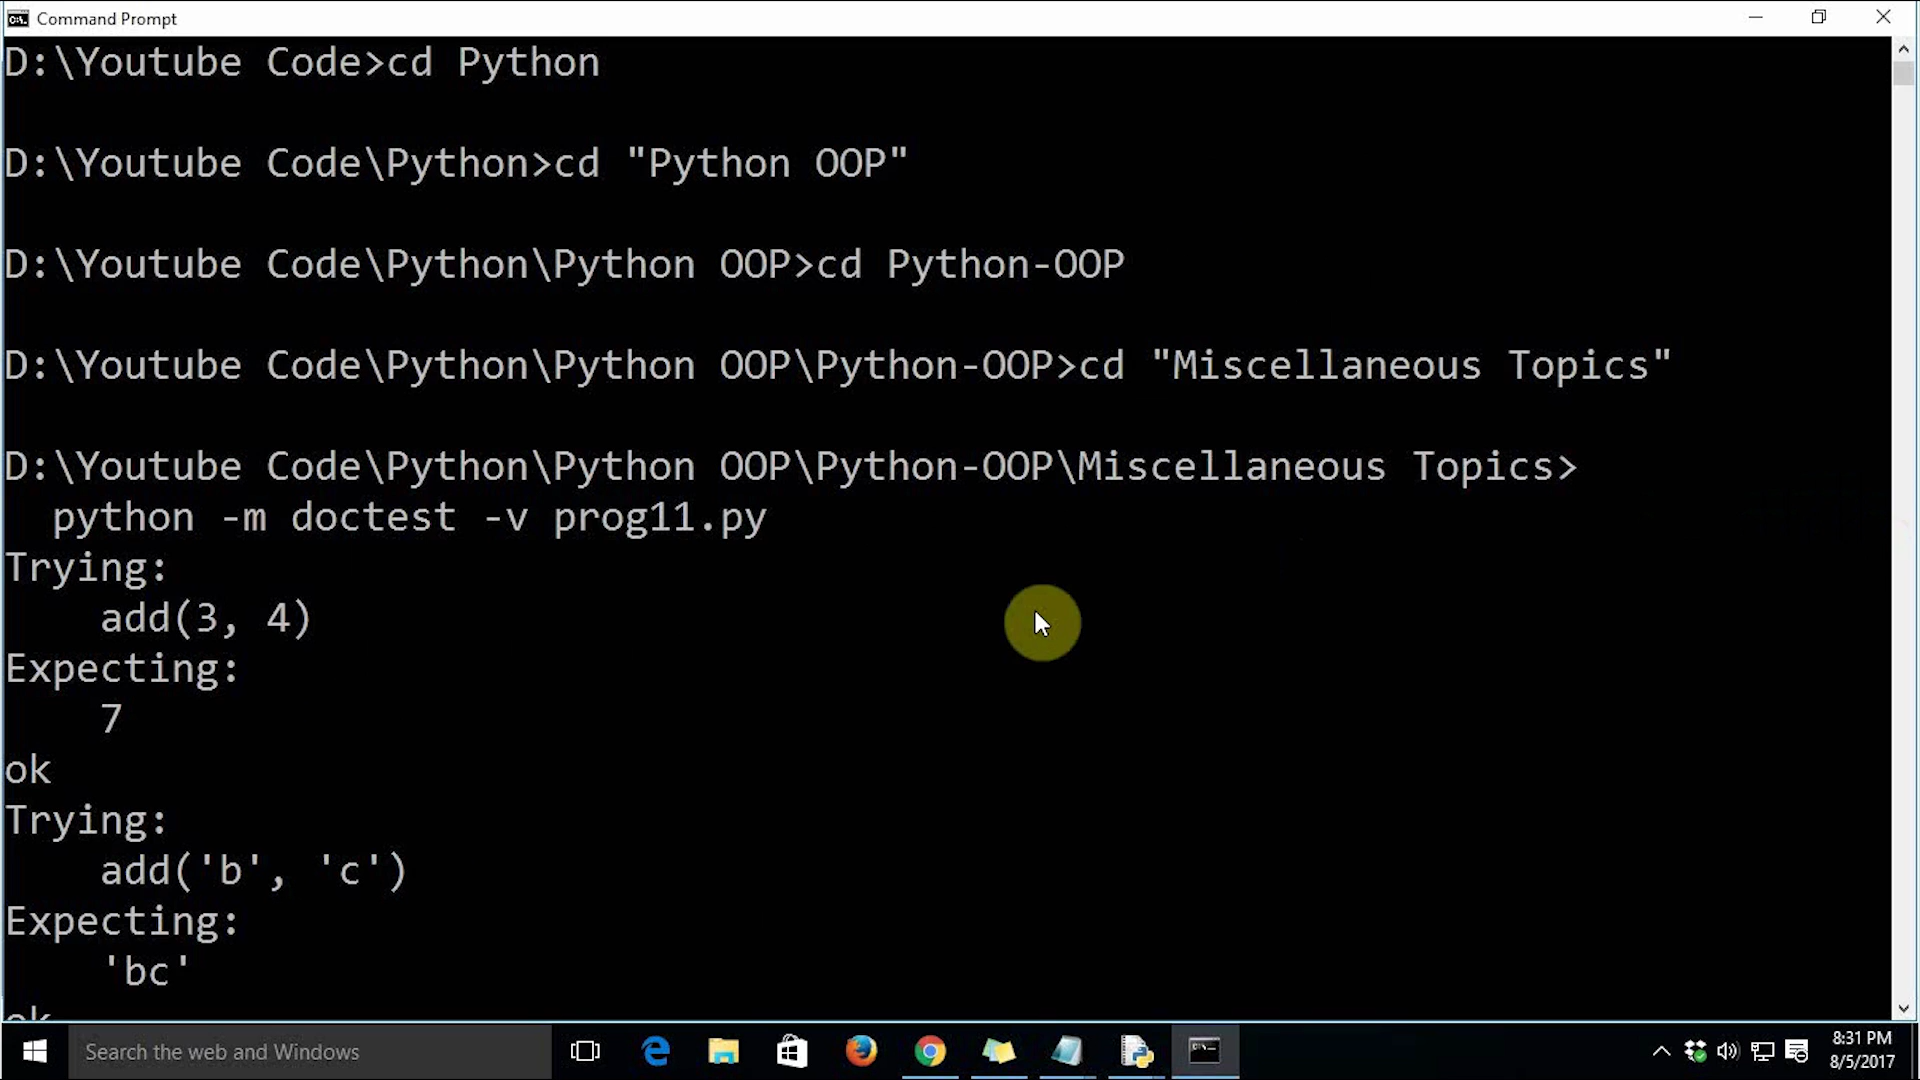 Command Prompt
D:\Youtube Code>cd Python
D:\Youtube Code\Python>cd "Python OOP"
D:\Youtube Code\Python\Python OOP>cd Python-OOP
D:\Youtube Code\Python\Python OOP\Python-OOP>cd "Miscellaneous Topics"
D:\Youtube Code\Python\Python OOP\Python-OOP\Miscellaneous Topics>
python -m doctest -v prog11.py
Trying:
add(3, 4)
Expecting:
7
ok
Trying:
add('b', 'c')
Expecting:
'bc'
ok
Search the web and Windows
8:31 PM
8/5/2017